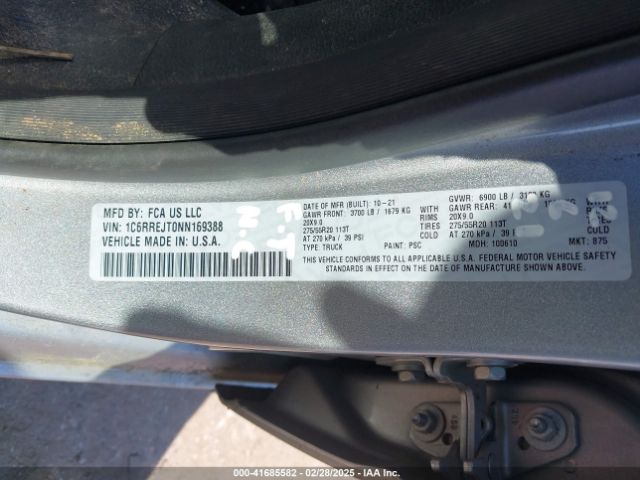 MFD BY: FCA US LLC
VIN: 1C6RREJT0NN169388
VEHICLE MADE IN U.S.A.
DATE OF MFR (BUILT): 10-21
GAWR FRONT: 3700 LB / 1679 KG WITH
20X9.0 RIMS
275/55R20 113T TIRES
AT 270 kPa / 39 PSI COLD
TYPE: TRUCK PAINT: PSC
GVWR: 6900 LB / KG
GAWR REAR: KG
20X9.0
275/55R20 113T
AT 270 kPa / 39 COLD
MDH: 100610 MKT: 875
THIS VEHICLE CONFORMS TO ALL APPLICABLE U.S.A. FEDERAL MOTOR VEHICLE SAFETY
STANDARDS IN EFFECT ON THE DATE OF MANUFACTURE SHOWN ABOVE.
000-41685582 / 02/28/2025 / IAA Inc.